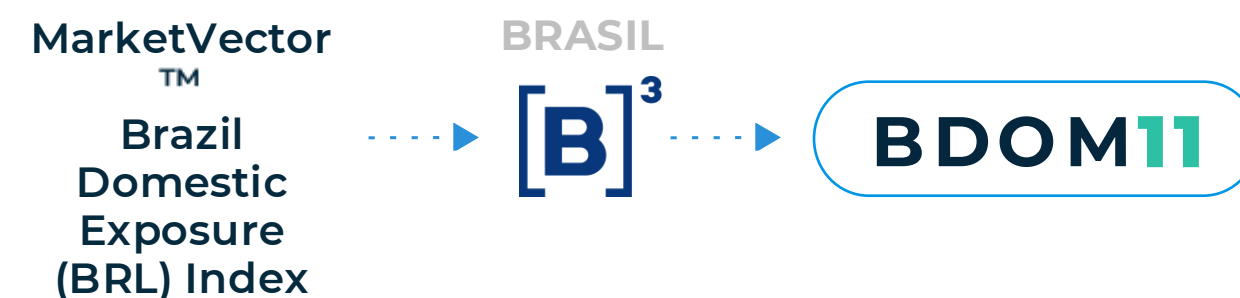 MarketVector
TM
Brazil
Domestic
Exposure
(BRL) Index
BRASIL
[B]³
BDOM11